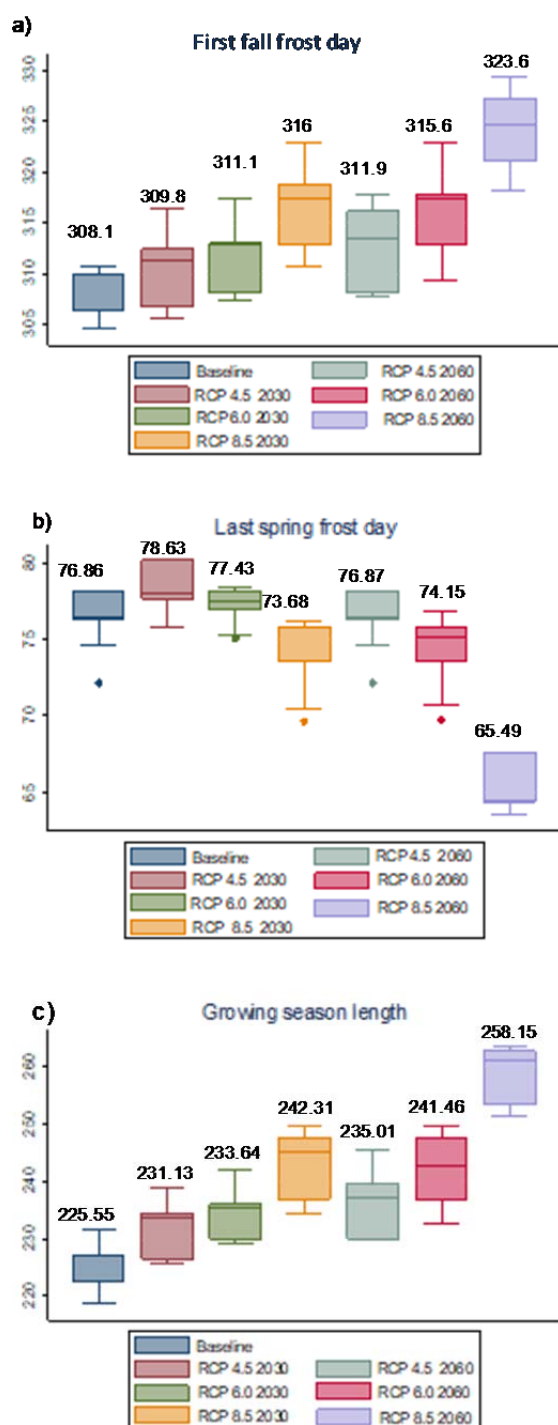 a)
First fall frost day
330
325
320
315
310
305
308.1
309.8
311.1
316
311.9
315.6
323.6
Baseline
RCP 4.5 2060
RCP 4.5 2030
RCP 6.0 2060
RCP 6.0 2030
RCP 8.5 2060
RCP 8.5 2030
b)
Last spring frost day
80
75
70
65
76.86
78.63
77.43
73.68
76.87
74.15
65.49
Baseline
RCP 4.5 2060
RCP 4.5 2030
RCP 6.0 2060
RCP 6.0 2030
RCP 8.5 2060
RCP 8.5 2030
c)
Growing season length
260
250
240
230
220
225.55
231.13
233.64
242.31
235.01
241.46
258.15
Baseline
RCP 4.5 2030
RCP 4.5 2060
RCP 6.0 2030
RCP 6.0 2060
RCP 8.5 2030
RCP 8.5 2060